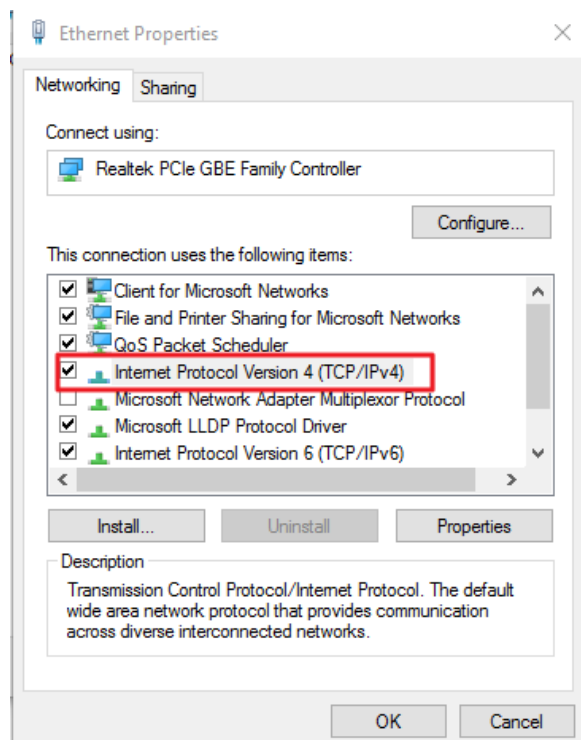 Ethernet Properties
Networking
Sharing
Connect using:
Realtek PCIe GBE Family Controller
Configure...
This connection uses the following items:
Client for Microsoft Networks
File and Printer Sharing for Microsoft Networks
QoS Packet Scheduler
Internet Protocol Version 4 (TCP/IPv4)
Microsoft Network Adapter Multiplexor Protocol
Microsoft LLDP Protocol Driver
Internet Protocol Version 6 (TCP/IPv6)
Install...
Uninstall
Properties
Description
Transmission Control Protocol/Internet Protocol. The default
wide area network protocol that provides communication
across diverse interconnected networks.
OK
Cancel